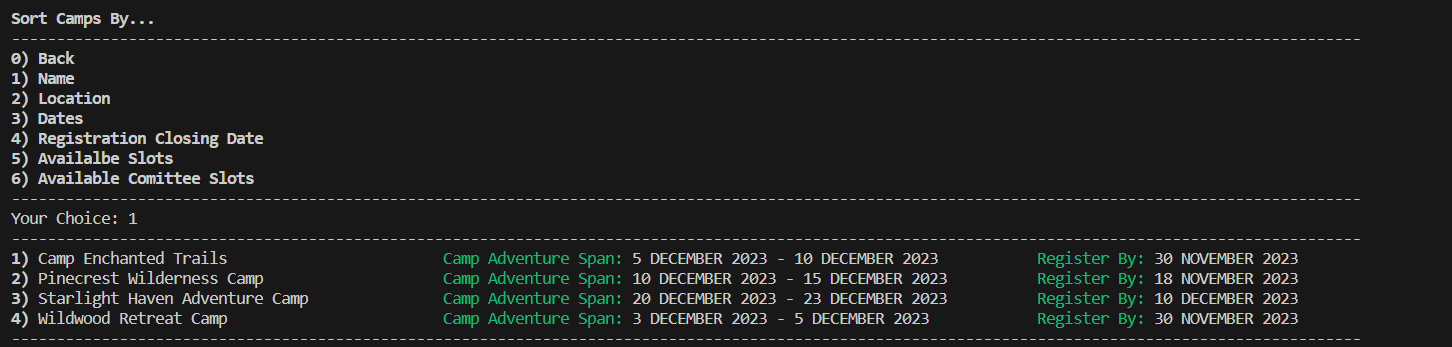 Sort Camps By...
------------------------------------------------------------------------------------------------------------------------------------------------------
0) Back
1) Name
2) Location
3) Dates
4) Registration Closing Date
5) Availalbe Slots
6) Available Comittee Slots
------------------------------------------------------------------------------------------------------------------------------------------------------
Your Choice: 1
------------------------------------------------------------------------------------------------------------------------------------------------------
1) Camp Enchanted Trails Camp Adventure Span: 5 DECEMBER 2023 - 10 DECEMBER 2023 Register By: 30 NOVEMBER 2023
2) Pinecrest Wilderness Camp Camp Adventure Span: 10 DECEMBER 2023 - 15 DECEMBER 2023 Register By: 18 NOVEMBER 2023
3) Starlight Haven Adventure Camp Camp Adventure Span: 20 DECEMBER 2023 - 23 DECEMBER 2023 Register By: 10 DECEMBER 2023
4) Wildwood Retreat Camp Camp Adventure Span: 3 DECEMBER 2023 - 5 DECEMBER 2023 Register By: 30 NOVEMBER 2023
------------------------------------------------------------------------------------------------------------------------------------------------------